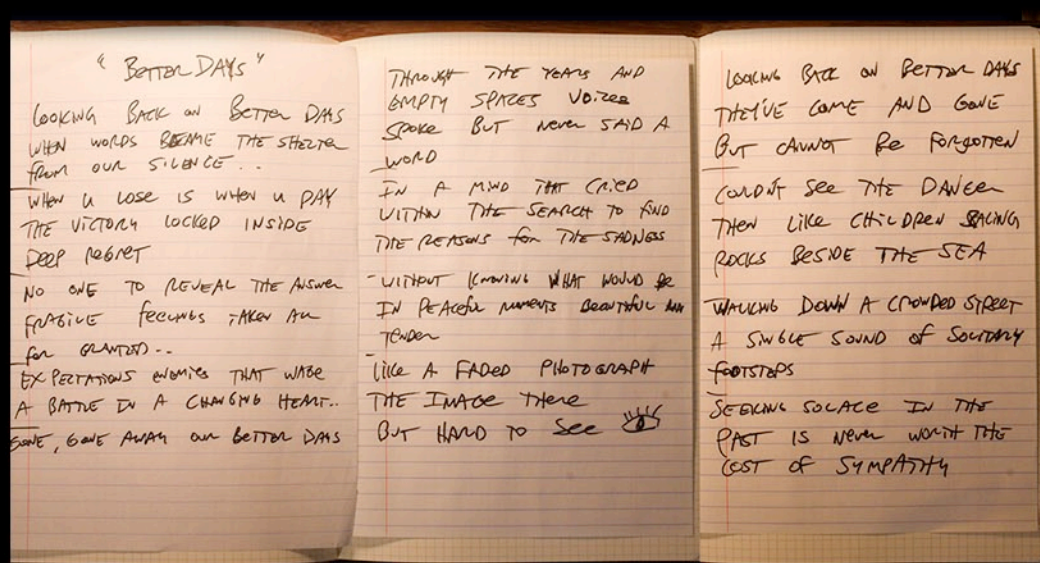 "BETTER DAYS"
LOOKING BACK ON BETTER DAYS
WHEN WORDS BECAME THE SHELTER
FROM OUR SILENCE...
WHEN U LOSE IS WHEN U PAY
THE VICTORY LOCKED INSIDE
DEEP REGRET
NO ONE TO REVEAL THE ANSWER
FRAGILE FEELINGS TAKEN ALL
FOR GRANTED..
EXPECTATIONS ENEMIES THAT WAGE
A BATTLE IN A CHANGING HEART..
GONE, GONE AWAY OUR BETTER DAYS
THROUGH THE YEARS AND
EMPTY SPACES VOICES
SPOKE BUT NEVER SAID A
WORD
IN A MIND THAT CRIED
WITHIN THE SEARCH TO FIND
THE REASONS FOR THE SADNESS
WITHOUT KNOWING WHAT WOULD BE
IN PEACEFUL MOMENTS BEAUTIFUL AND
TENDER
LIKE A FADED PHOTOGRAPH
THE IMAGE THERE
BUT HARD TO SEE
LOOKING BACK ON BETTER DAYS
THEY'VE COME AND GONE
BUT CANNOT BE FORGOTTEN
COULDN'T SEE THE DANGER
THEN LIKE CHILDREN
ROCKS BESIDE THE SEA
WALKING DOWN A CROWDED STREET
A SINGLE SOUND OF SOLITARY
FOOTSTEPS
SEEKING SOLACE IN THE
PAST IS NEVER WORTH THE
COST OF SYMPATHY